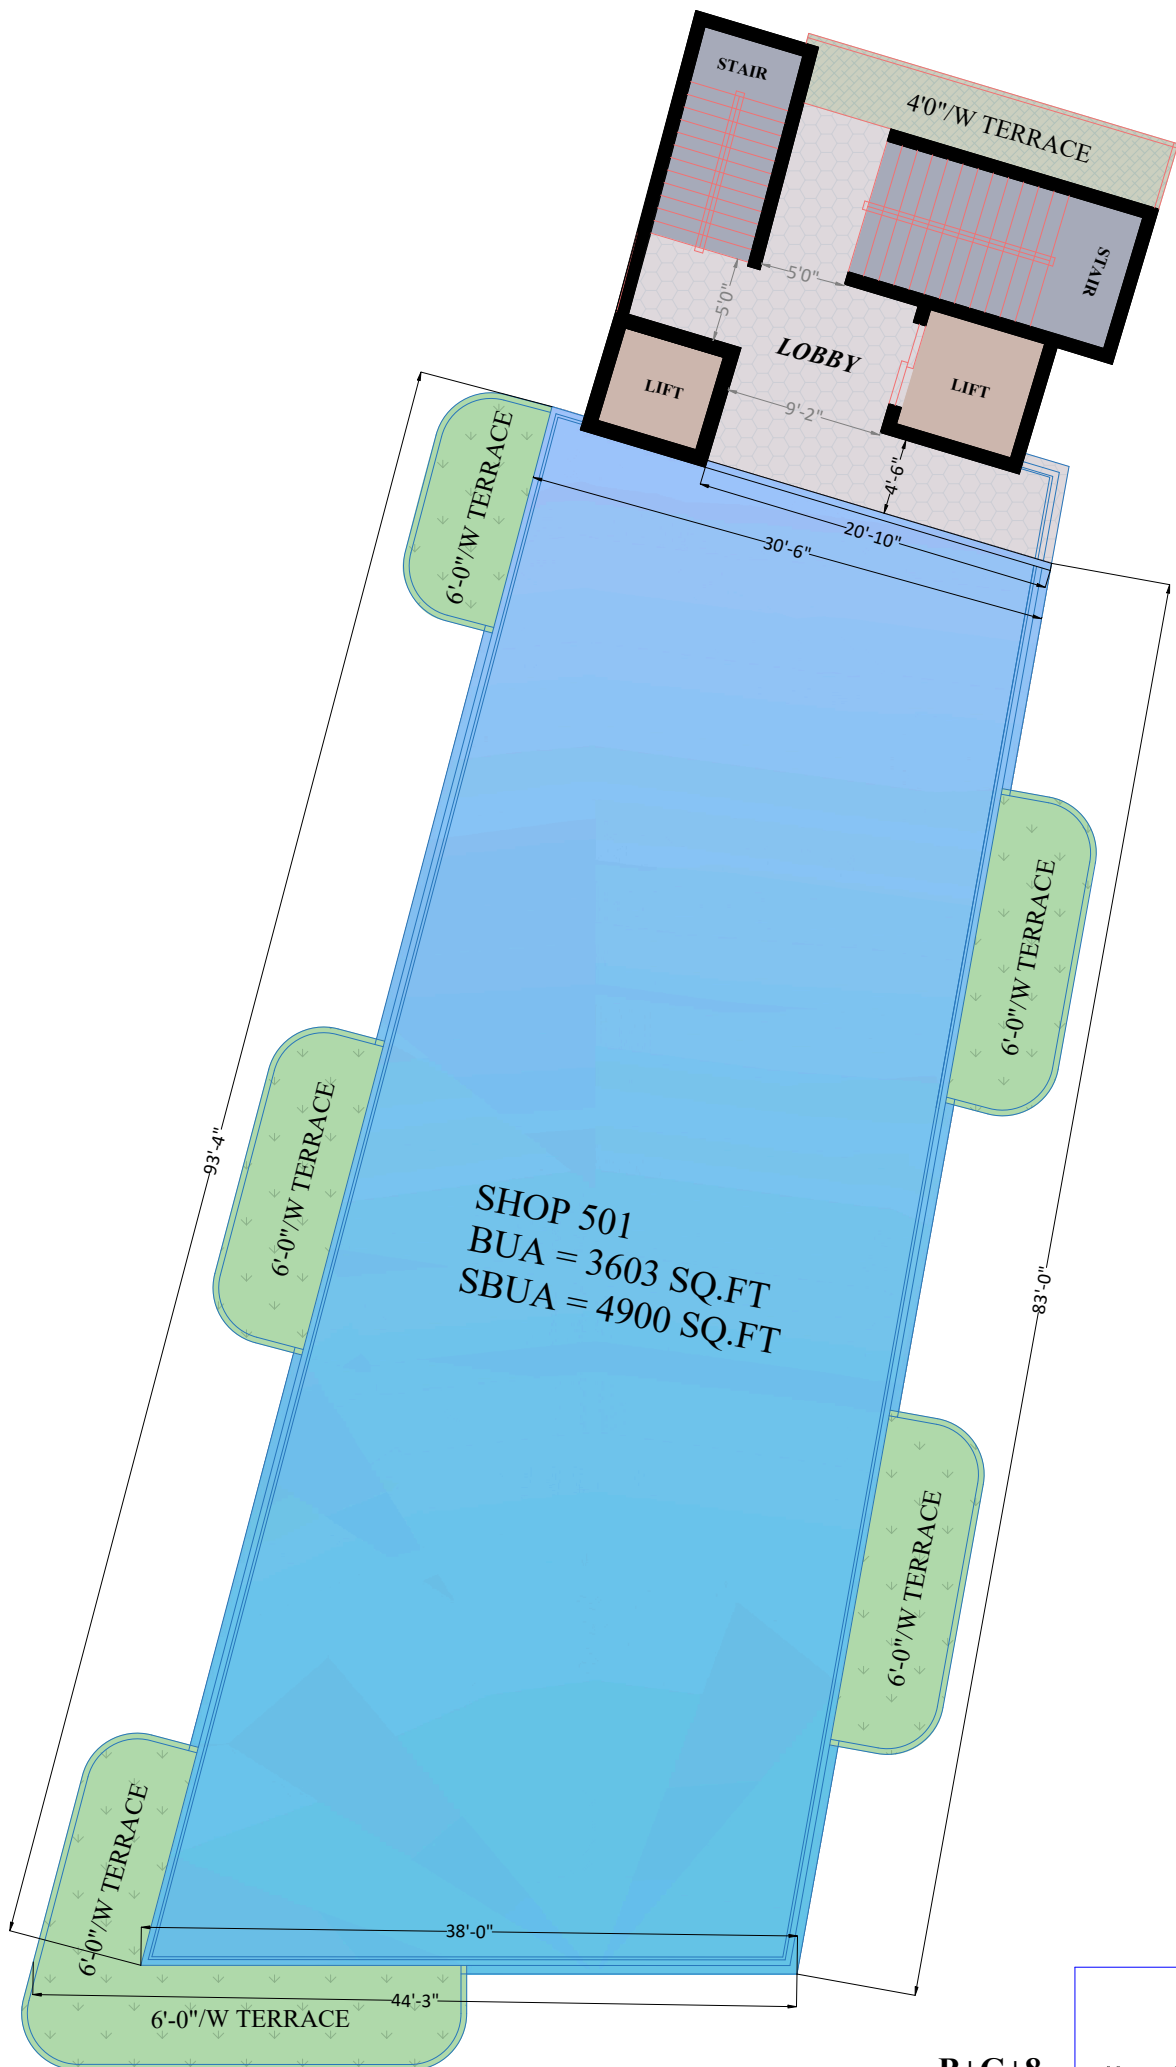 STAIR
4'0"/W TERRACE
STAIR
5'0"
5'0"
LOBBY
LIFT
LIFT
9'-2"
4'-6"
20'-10"
30'-6"
6'-0"/W TERRACE
6'-0"/W TERRACE
93'-4"
6'-0"/W TERRACE
SHOP 501
BUA = 3603 SQ.FT
SBUA = 4900 SQ.FT
83'-0"
6'-0"/W TERRACE
6'-0"/W TERRACE
38'-0"
44'-3"
6'-0"/W TERRACE